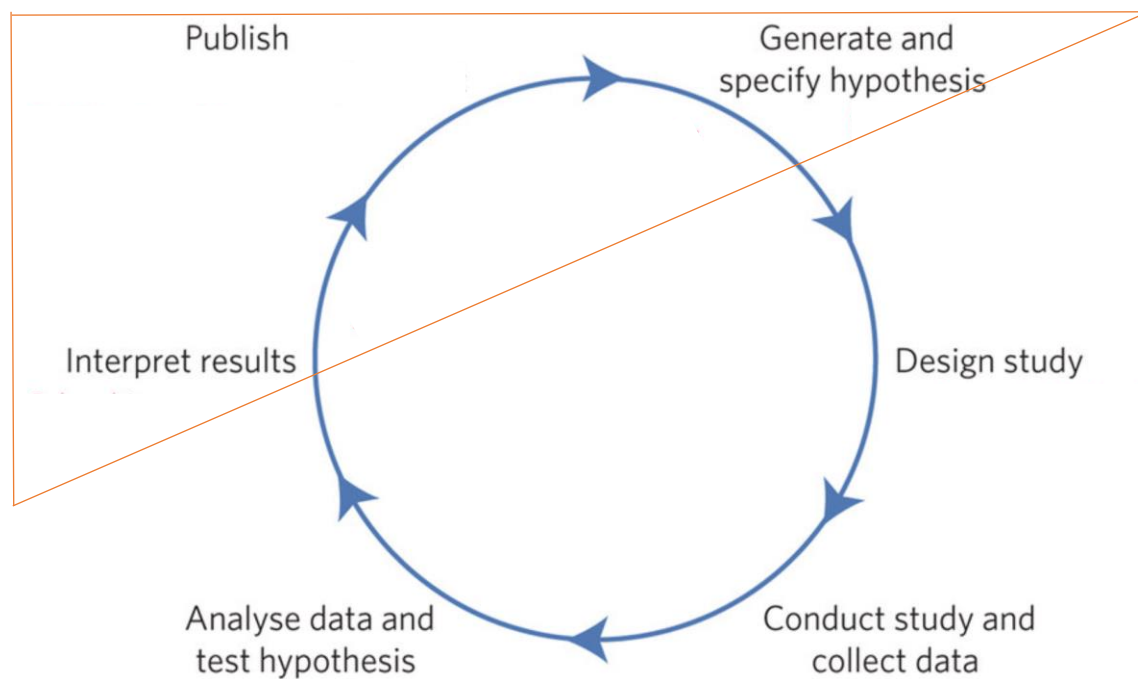 Publish
Generate and
specify hypothesis
Interpret results
Design study
Analyse data and
test hypothesis
Conduct study and
collect data